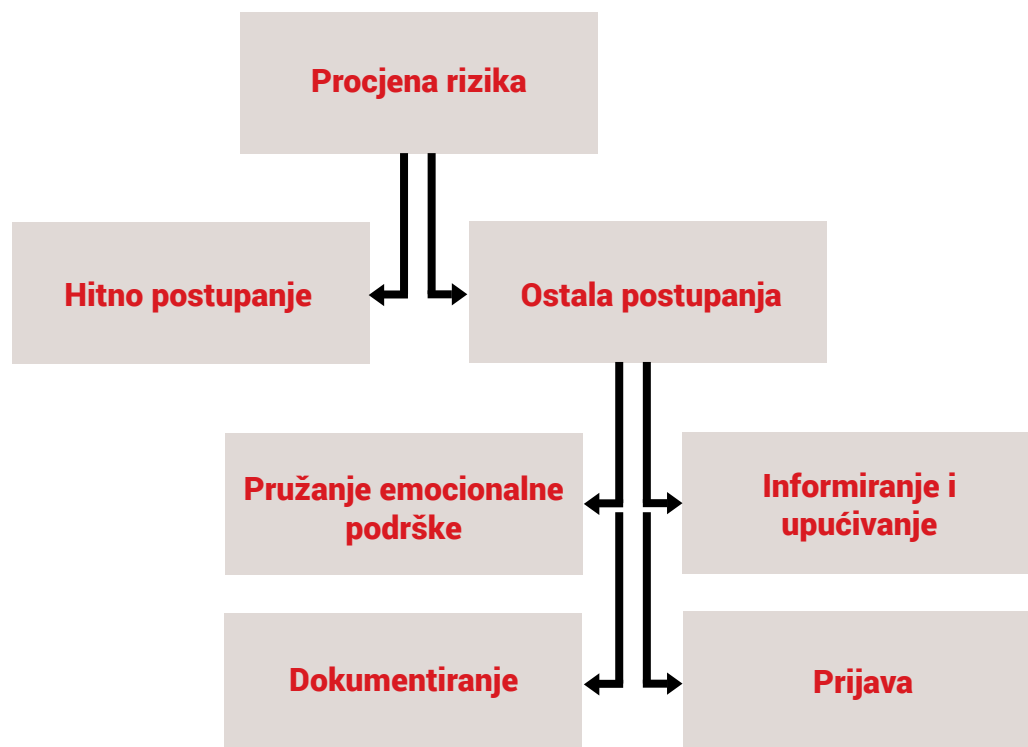 Procjena rizika
Hitno postupanje
Ostala postupanja
Pružanje emocionalne
podrške
Informiranje i
upućivanje
Dokumentiranje
Prijava